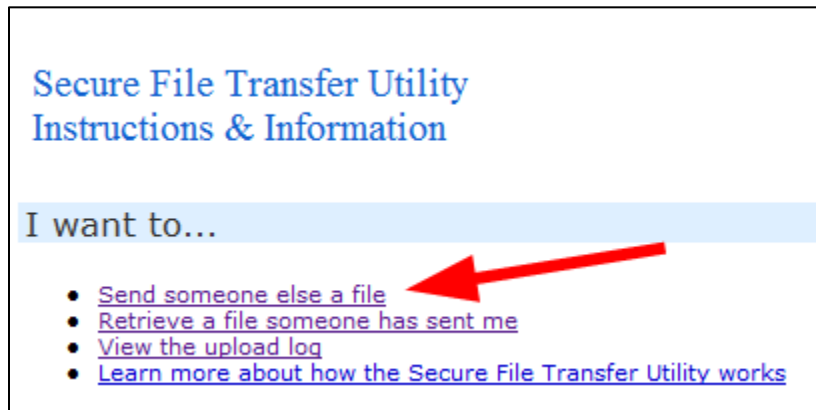 Secure File Transfer Utility
Instructions & Information
I want to...
Send someone else a file
Retrieve a file someone has sent me
View the upload log
Learn more about how the Secure File Transfer Utility works